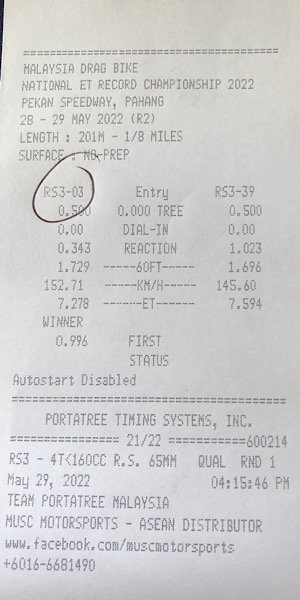 ===================================
MALAYSIA DRAG BIKE
NATIONAL ET RECORD CHAMPIONSHIP 2022
PEKAN SPEEDWAY, PAHANG
28 - 29 MAY 2022 (R2)
LENGTH : 201M - 1/8 MILES
SURFACE : NO-PREP
RS3-03 Entry RS3-39
0.500 0.000 TREE 0.500
0.00 DIAL-IN 0.00
0.343 REACTION 1.023
1.729 -----60FT------ 1.696
152.71 -----KM/H----- 145.60
7.278 ------ET------ 7.594
WINNER
0.996 FIRST
STATUS
Autostart Disabled
===================================
PORTATREE TIMING SYSTEMS, INC.
=============== 21/22 ==========600214
RS3 - 4T<160CC R.S. 65MM QUAL RND 1
May 29, 2022 04:15:46 PM
TEAM PORTATREE MALAYSIA
MUSC MOTORSPORTS - ASEAN DISTRIBUTOR
www.facebook.com/muscmotorsports
+6016-6681490